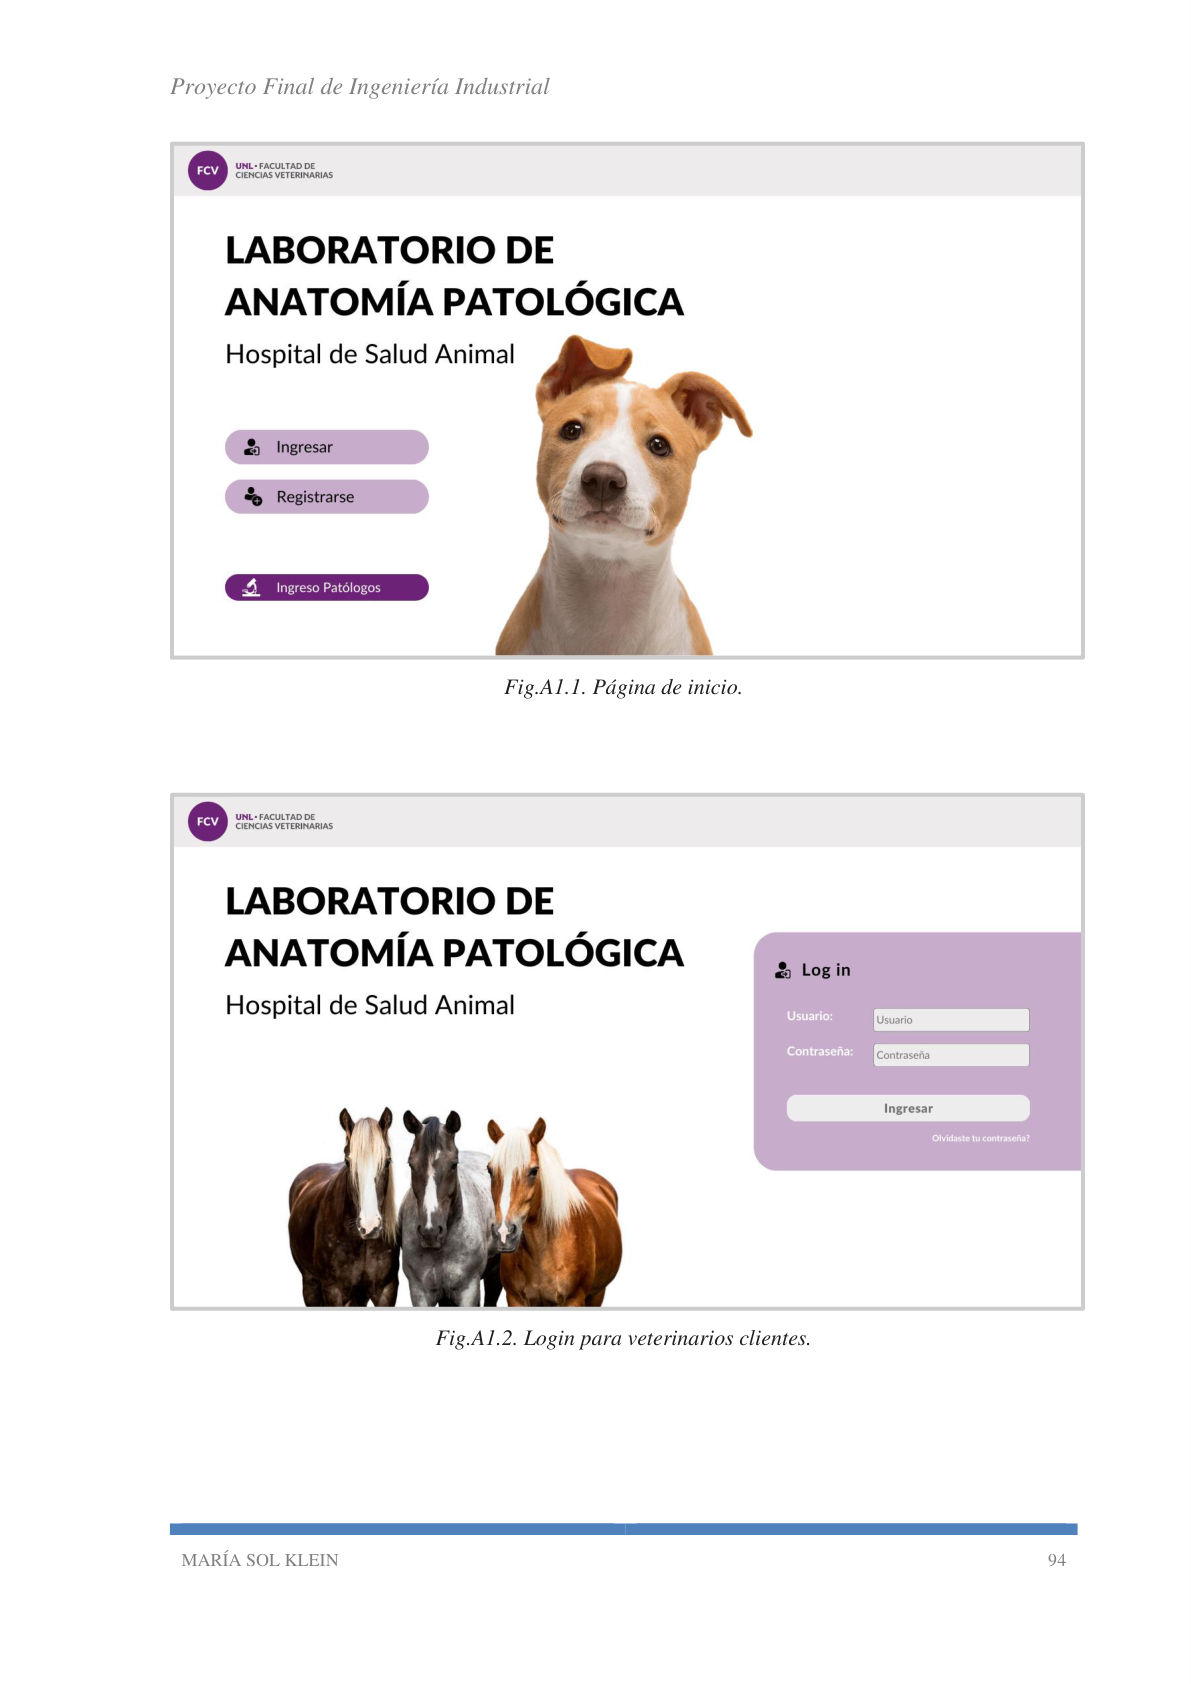 Proyecto Final de Ingeniería Industrial
FCV
UNL • FACULTAD DE
CIENCIAS VETERINARIAS
LABORATORIO DE
ANATOMÍA PATOLÓGICA
Hospital de Salud Animal
Ingresar
Registrarse
Ingreso Patólogos
Fig.A1.1. Página de inicio.
FCV
UNL • FACULTAD DE
CIENCIAS VETERINARIAS
LABORATORIO DE
ANATOMÍA PATOLÓGICA
Hospital de Salud Animal
Log in
Usuario: Usuario
Contraseña: Contraseña
Ingresar
Olvidaste tu contraseña?
Fig.A1.2. Login para veterinarios clientes.
MARÍA SOL KLEIN 94